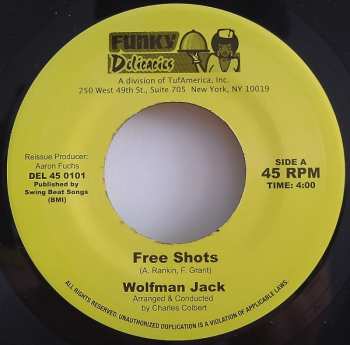 FUNKY
Delicacies
A division of TufAmerica, Inc.
250 West 49th St., Suite 705 New York, NY 10019
Reissue Producer:
Aaron Fuchs
DEL 45 0101
Published by
Swing Beat Songs
(BMI)
SIDE A
45 RPM
TIME: 4:00
Free Shots
(A. Rankin, F. Grant)
Wolfman Jack
Arranged & Conducted
by Charles Colbert
ALL RIGHTS RESERVED. UNAUTHORIZED DUPLICATION IS A VIOLATION OF APPLICABLE LAWS.